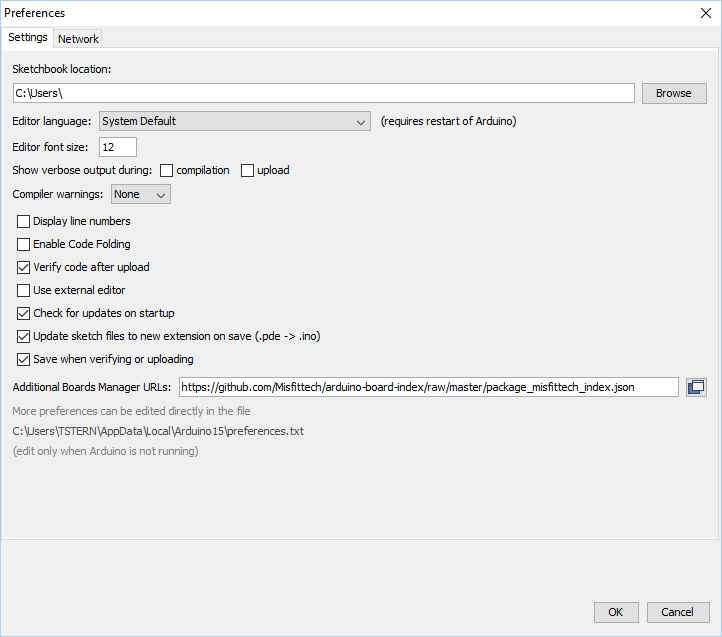 Preferences
Settings Network
Sketchbook location:
C:\Users\ Browse
Editor language: System Default (requires restart of Arduino)
Editor font size: 12
Show verbose output during: compilation upload
Compiler warnings: None
Display line numbers
Enable Code Folding
Verify code after upload
Use external editor
Check for updates on startup
Update sketch files to new extension on save (.pde -> .ino)
Save when verifying or uploading
Additional Boards Manager URLs: https://github.com/Misfittech/arduino-board-index/raw/master/package_misfittech_index.json
More preferences can be edited directly in the file
C:\Users\TSTERN\AppData\Local\Arduino15\preferences.txt
(edit only when Arduino is not running)
OK Cancel